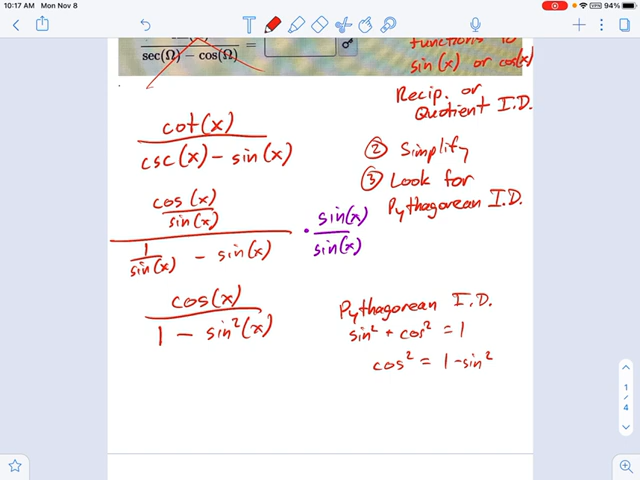 10:17 AM Mon Nov 8
94%
sec(Ω) − cos(Ω)
=
functions to
sin(x) or cos(x)
Recip. or
Quotient I.D.
② Simplify
③ Look for
Pythagorean I.D.
cot(x)
csc(x) - sin(x)
cos(x)
sin(x)
1
sin(x)
- sin(x)
· sin(x)
sin(x)
cos(x)
1 - sin²(x)
Pythagorean I.D.
sin² + cos² = 1
cos² = 1 - sin²
1
/
4